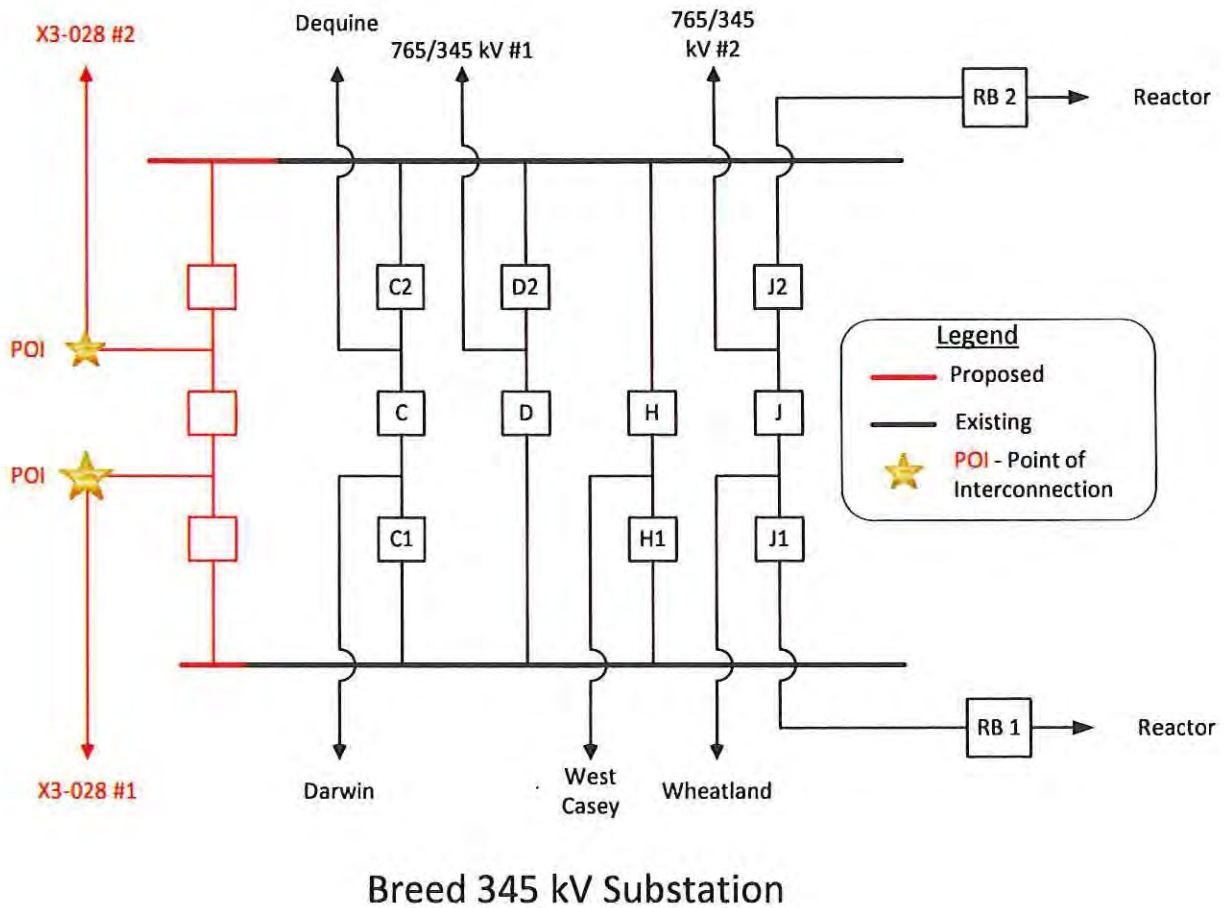 X3-028 #2
Dequine
765/345 kV #1
765/345
kV #2
RB 2
Reactor
C2
D2
J2
POI
Legend
Proposed
Existing
POI - Point of
Interconnection
C
D
H
J
POI
C1
H1
J1
RB 1
Reactor
X3-028 #1
Darwin
West
Casey
Wheatland
Breed 345 kV Substation